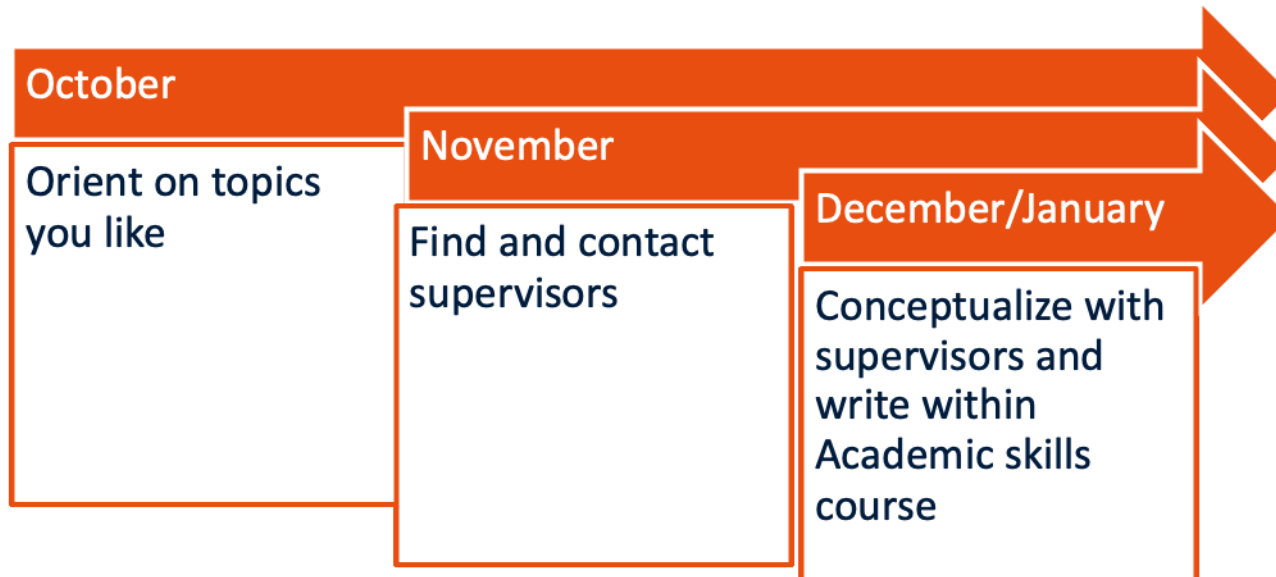 October
Orient on topics
you like
November
Find and contact
supervisors
December/January
Conceptualize with
supervisors and
write within
Academic skills
course